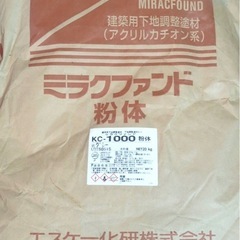 MIRACFOUND
建築用下地調整塗材
(アクリルカチオン系)
ミラクファンド
粉体
KC-1000 粉体
エスケー化研株式会社